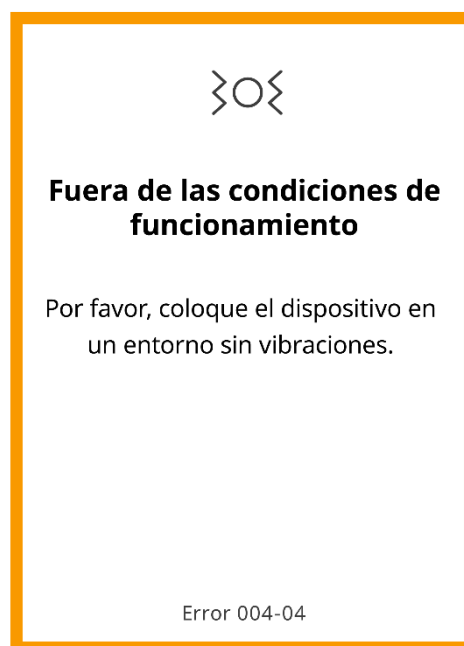 Fuera de las condiciones de
funcionamiento
Por favor, coloque el dispositivo en
un entorno sin vibraciones.
Error 004-04